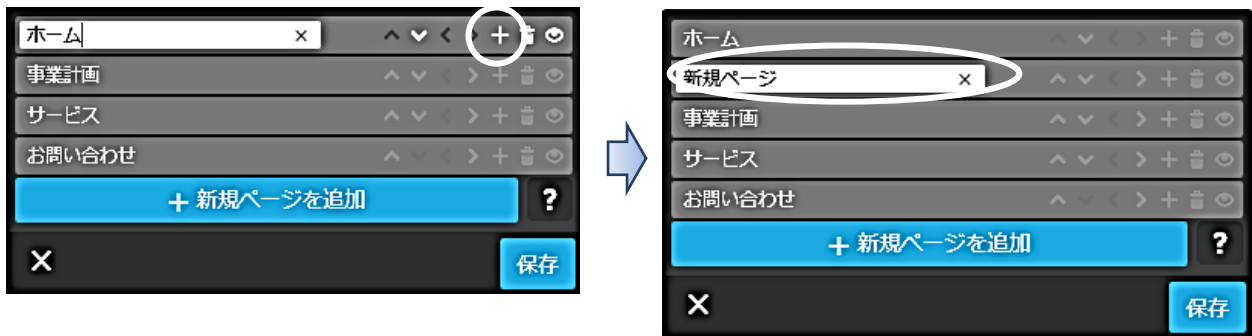 ホーム
事業計画
サービス
お問い合わせ
+ 新規ページを追加
?
保存
ホーム
新規ページ
事業計画
サービス
お問い合わせ
+ 新規ページを追加
?
保存